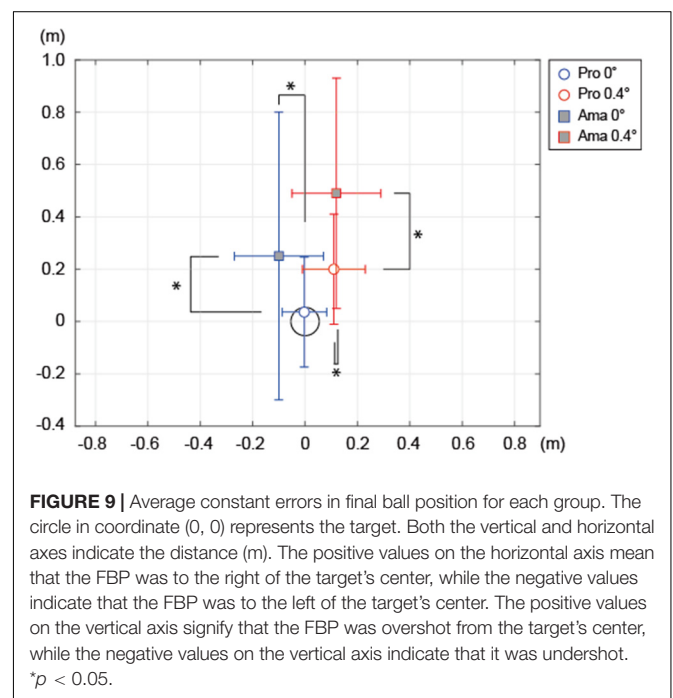 (m)
1.0
0.8
0.6
0.4
0.2
0
-0.2
-0.4
-0.8 -0.6 -0.4 -0.2 0 0.2 0.4 0.6 0.8 (m)
*
*
*
*
Pro 0°
Pro 0.4°
Ama 0°
Ama 0.4°
FIGURE 9 | Average constant errors in final ball position for each group. The
circle in coordinate (0, 0) represents the target. Both the vertical and horizontal
axes indicate the distance (m). The positive values on the horizontal axis mean
that the FBP was to the right of the target's center, while the negative values
indicate that the FBP was to the left of the target's center. The positive values
on the vertical axis signify that the FBP was overshot from the target's center,
while the negative values on the vertical axis indicate that it was undershot.
*p < 0.05.